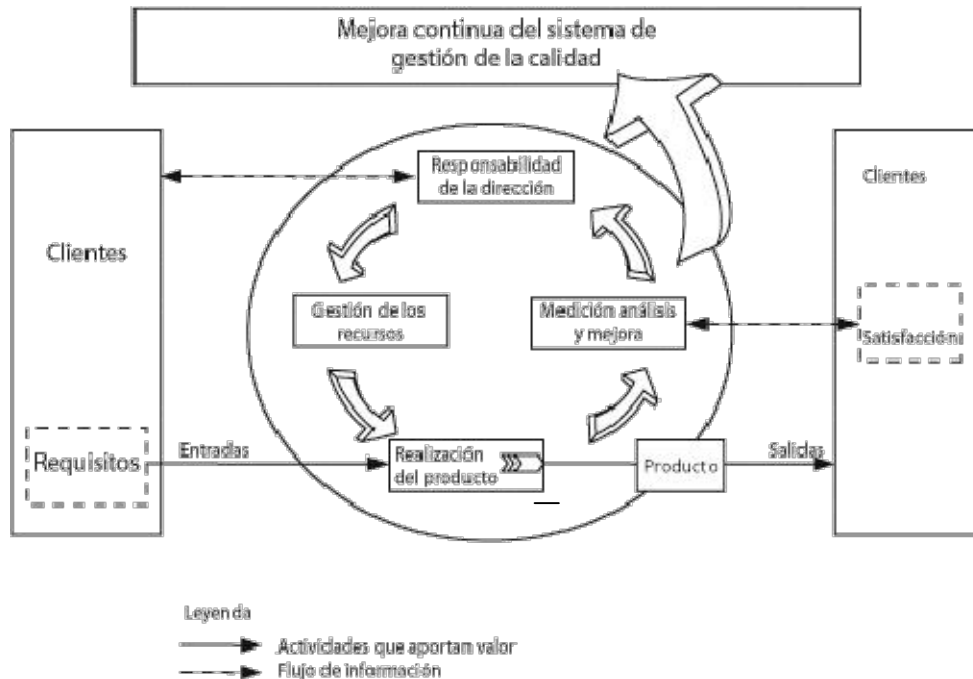 Mejora continua del sistema de
gestión de la calidad
Responsabilidad
de la dirección
Clientes
Clientes
Gestión de los
recursos
Medición análisis
y mejora
Satisfacción
Requisitos
Entradas
Realización
del producto
Producto
Salidas
Leyenda
Actividades que aportan valor
Flujo de información